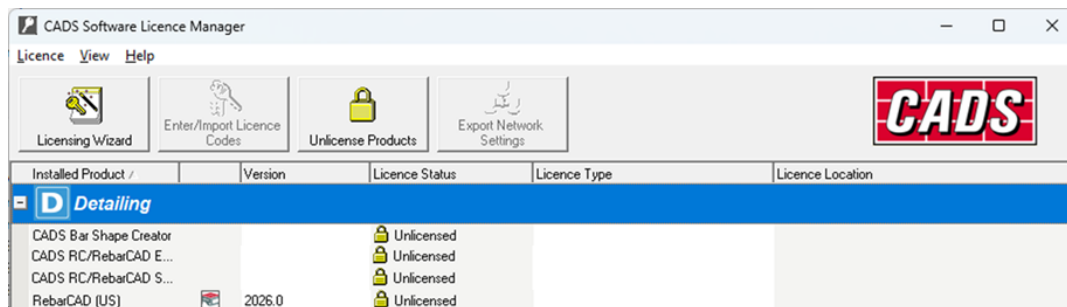 CADS Software Licence Manager
Licence View Help
Licensing Wizard
Enter/Import Licence
Codes
Unlicense Products
Export Network
Settings
CADS
Installed Product Version Licence Status Licence Type Licence Location
D Detailing
CADS Bar Shape Creator Unlicensed
CADS RC/RebarCAD E... Unlicensed
CADS RC/RebarCAD S... Unlicensed
RebarCAD (US) 2026.0 Unlicensed